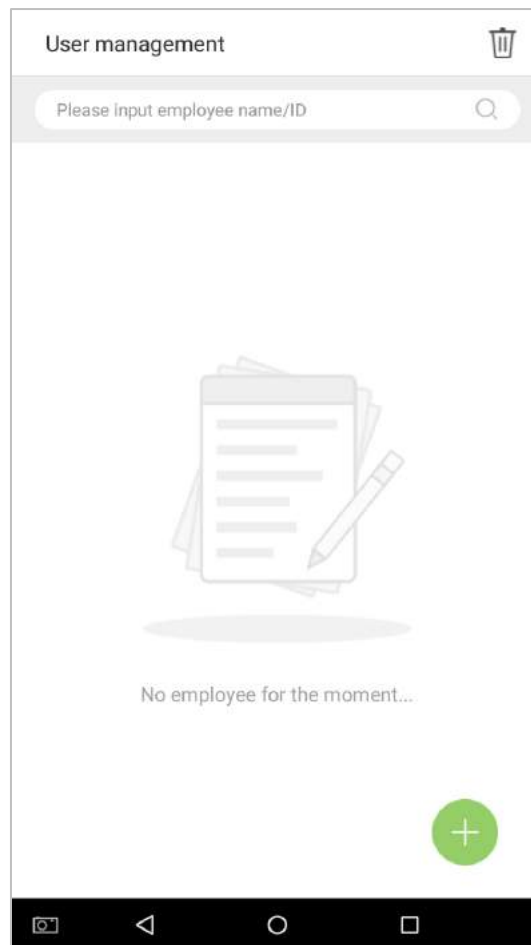 User management
Please input employee name/ID
No employee for the moment...